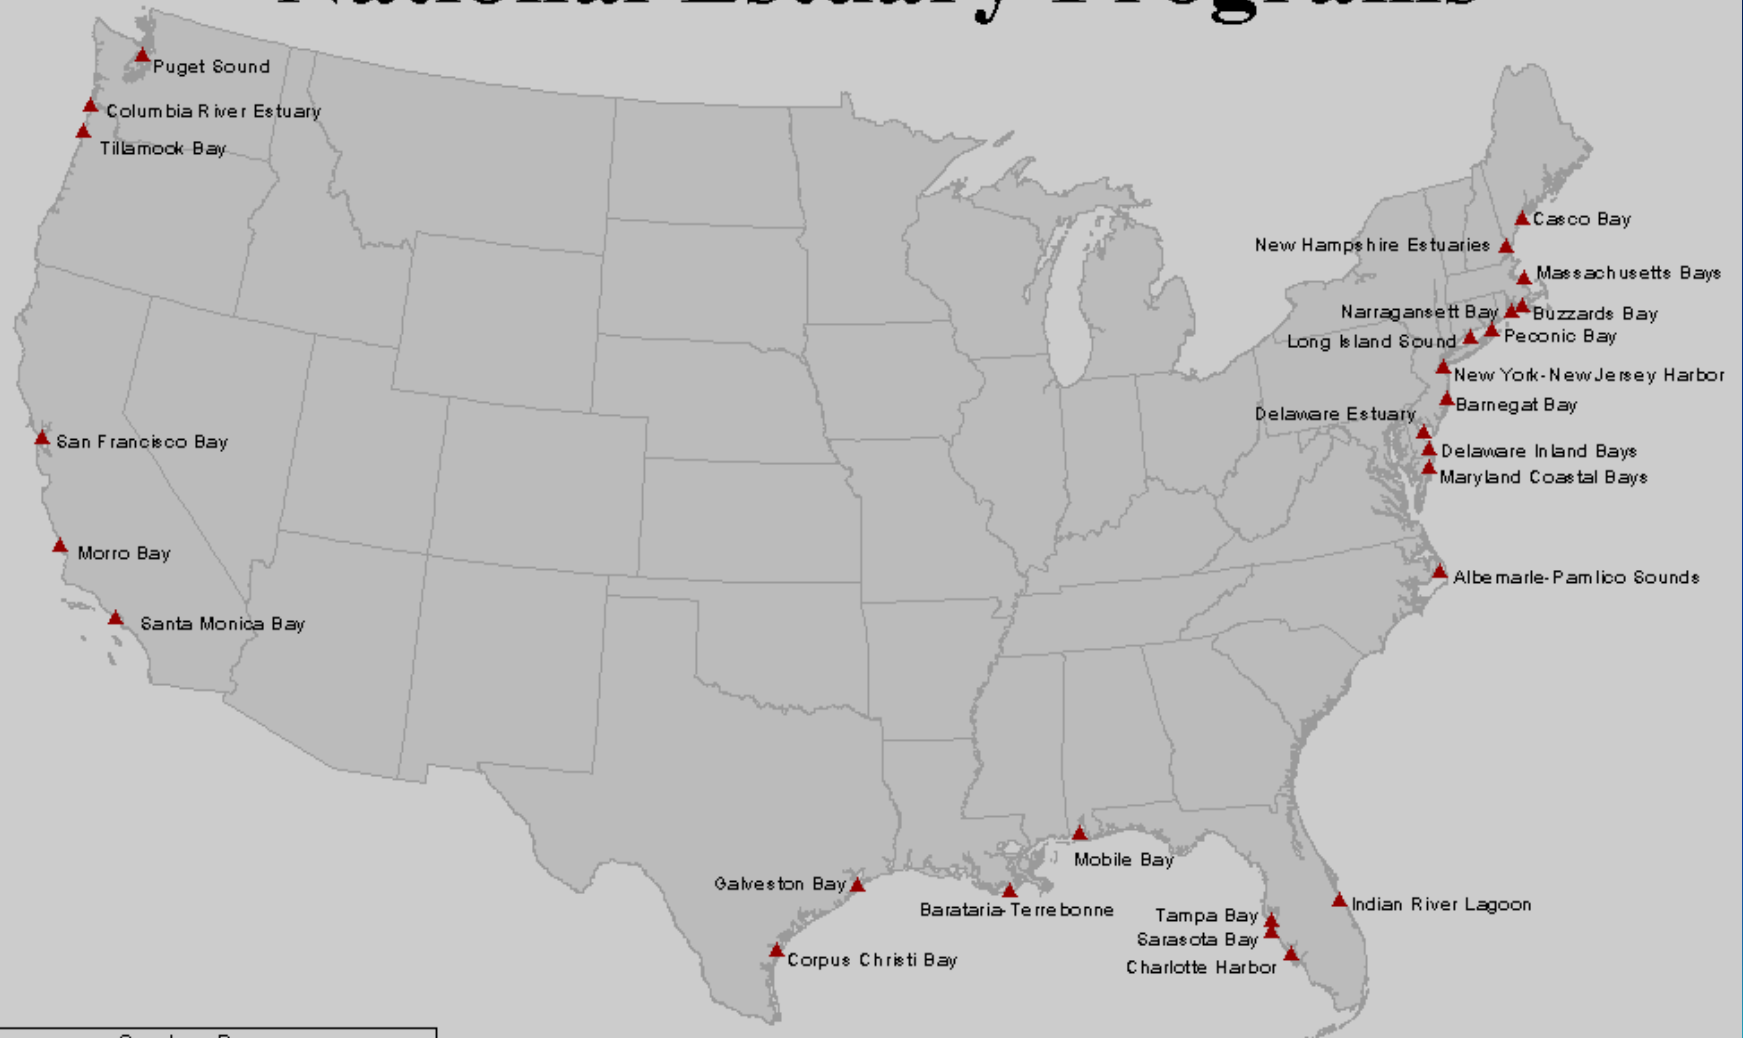 National Estuary Programs
Puget Sound
Columbia River Estuary
Tillamook Bay
Casco Bay
New Hampshire Estuaries
Massachusetts Bays
Narragansett Bay
Buzzards Bay
Long Island Sound
Peconic Bay
New York-New Jersey Harbor
Barnegat Bay
Delaware Estuary
San Francisco Bay
Delaware Inland Bays
Maryland Coastal Bays
Morro Bay
Albemarle-Pamlico Sounds
Santa Monica Bay
Mobile Bay
Galveston Bay
Barataria-Terrebonne
Indian River Lagoon
Tampa Bay
Sarasota Bay
Corpus Christi Bay
Charlotte Harbor